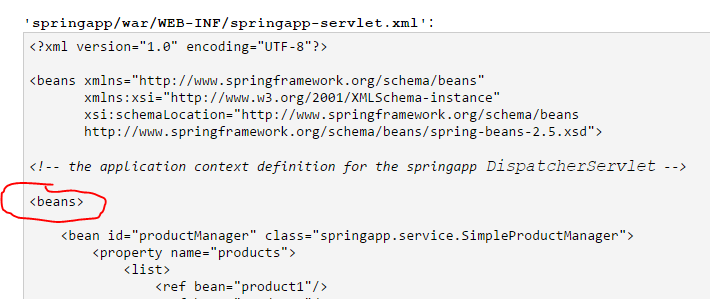 'springapp/war/WEB-INF/springapp-servlet.xml':
<?xml version="1.0" encoding="UTF-8"?>
<beans xmlns="http://www.springframework.org/schema/beans"
xmlns:xsi="http://www.w3.org/2001/XMLSchema-instance"
xsi:schemaLocation="http://www.springframework.org/schema/beans
http://www.springframework.org/schema/beans/spring-beans-2.5.xsd">
<!-- the application context definition for the springapp DispatcherServlet -->
<beans>
<bean id="productManager" class="springapp.service.SimpleProductManager">
<property name="products">
<list>
<ref bean="product1"/>